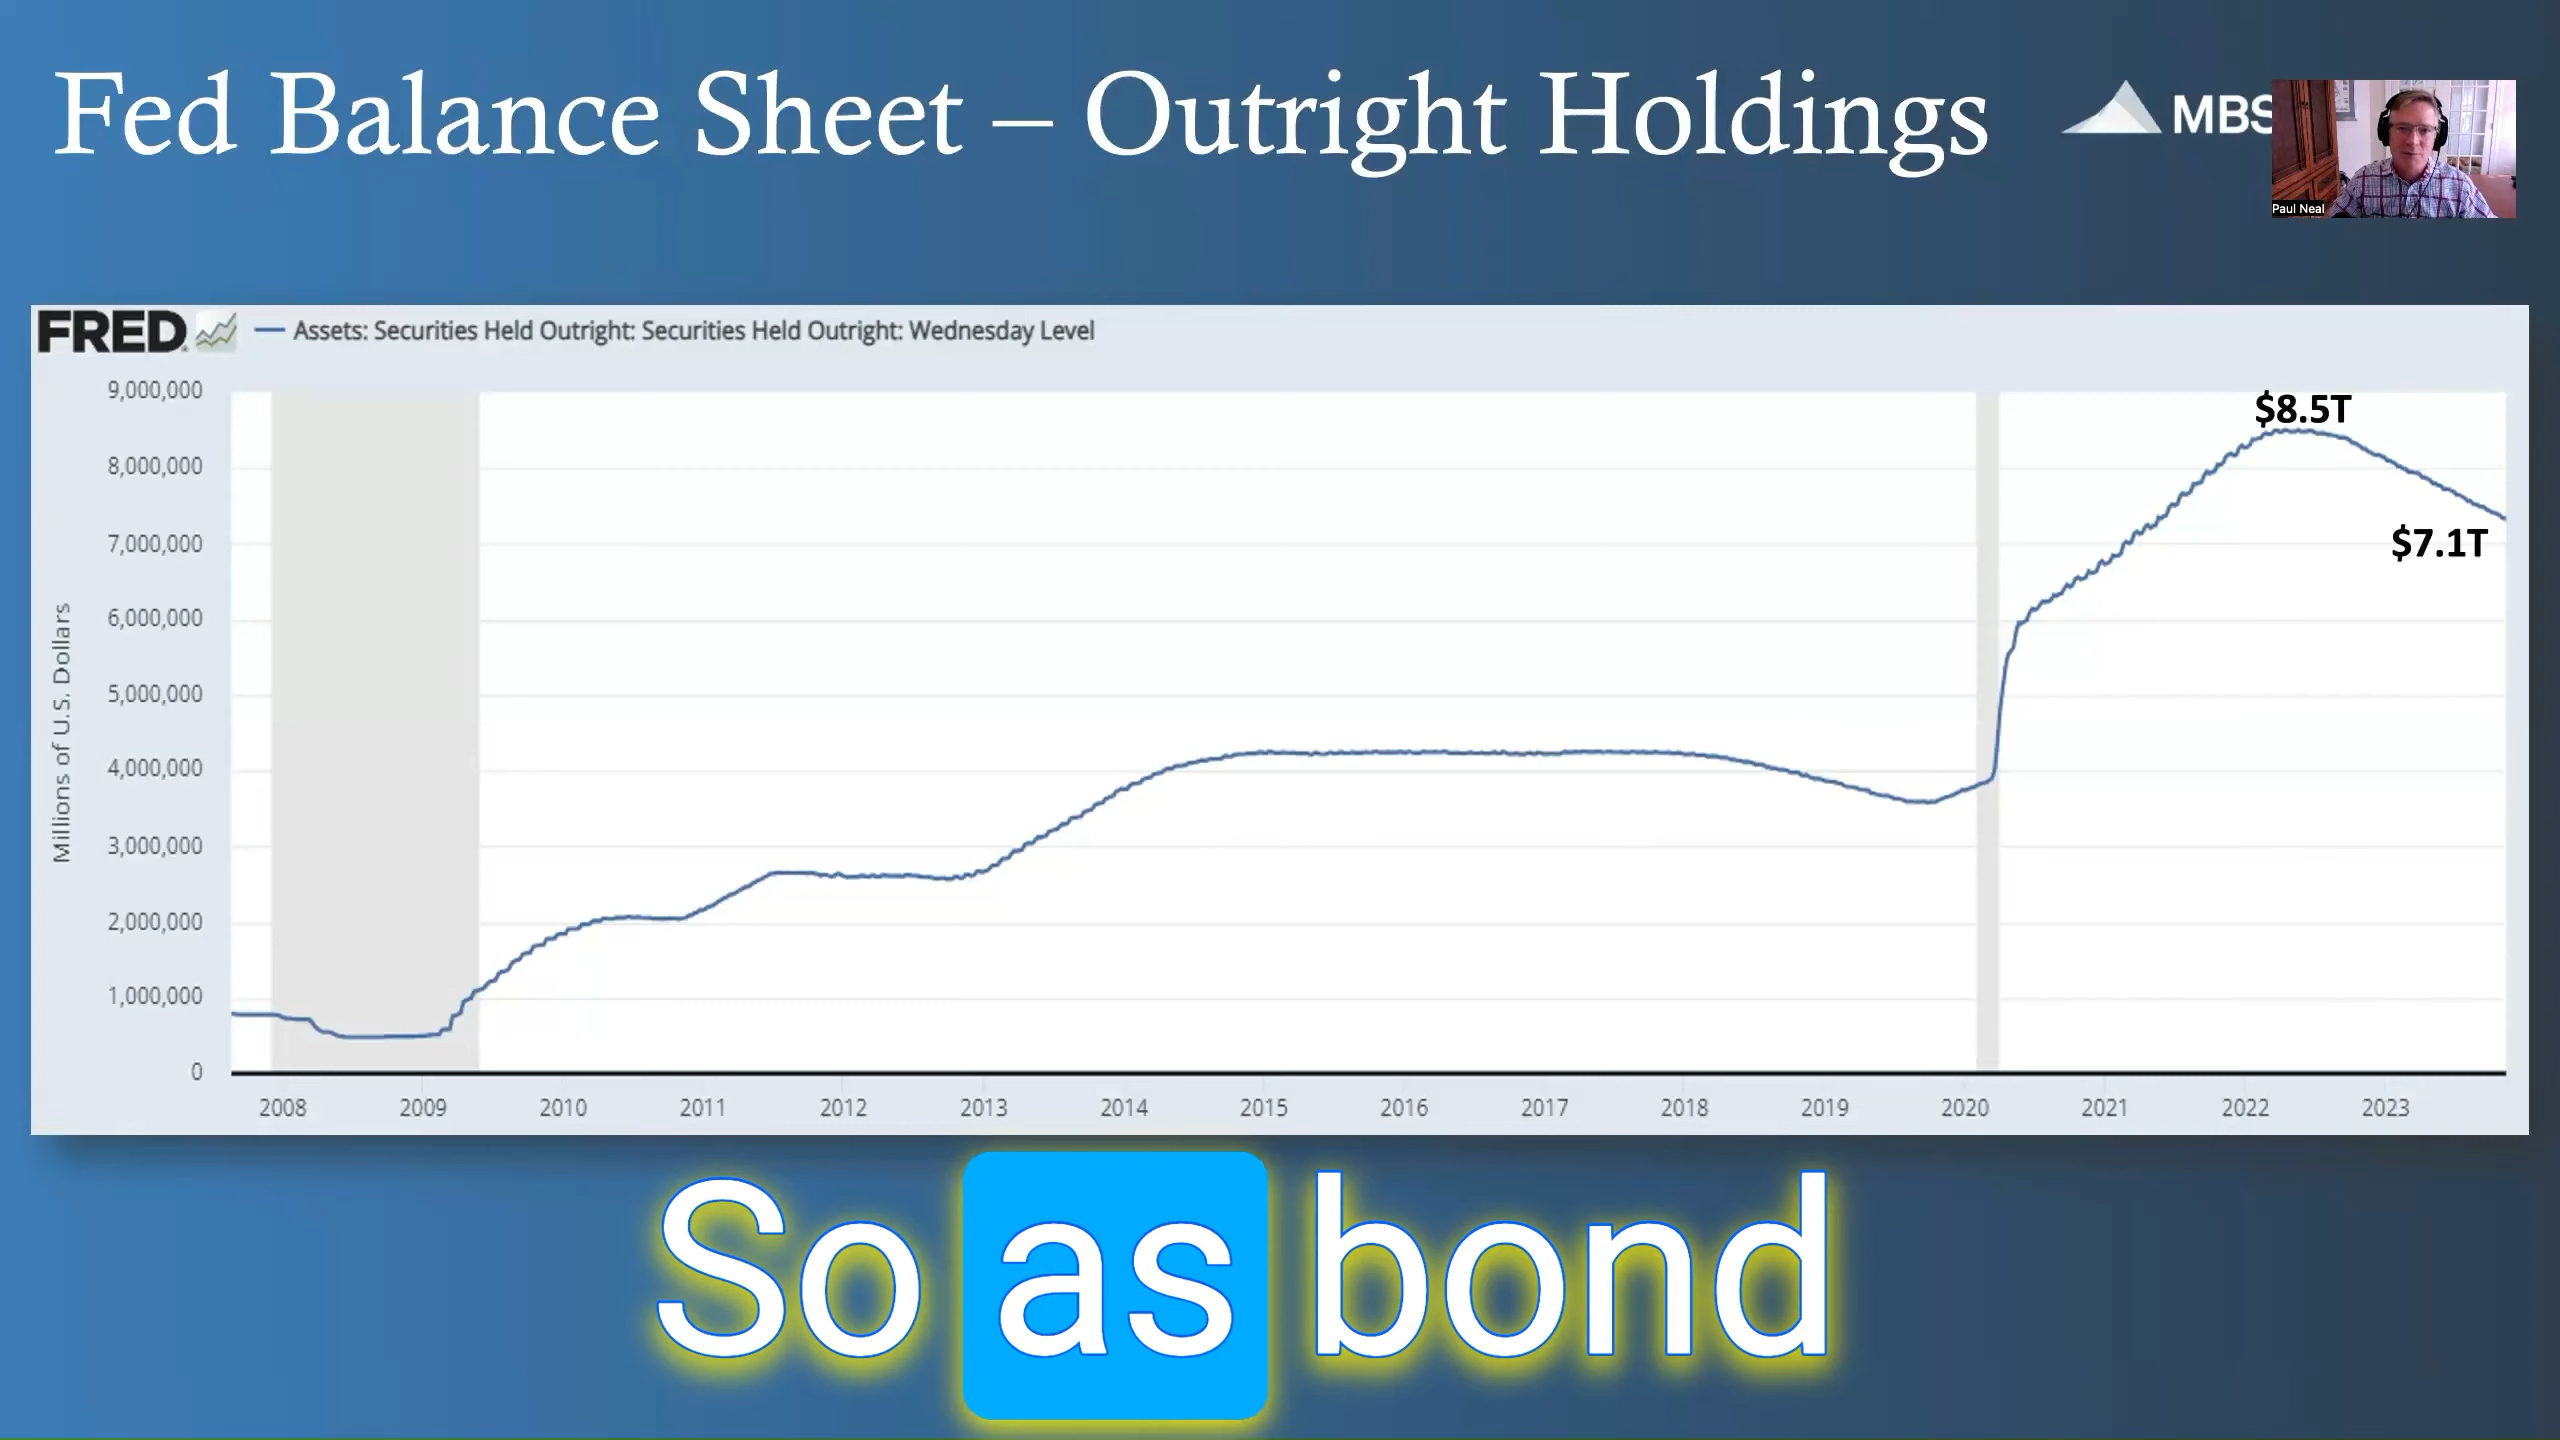 Fed Balance Sheet – Outright Holdings
MBS
Paul Neal
FRED
Assets: Securities Held Outright: Securities Held Outright: Wednesday Level
Millions of U.S. Dollars
9,000,000
8,000,000
7,000,000
6,000,000
5,000,000
4,000,000
3,000,000
2,000,000
1,000,000
0
$8.5T
$7.1T
2008 2009 2010 2011 2012 2013 2014 2015 2016 2017 2018 2019 2020 2021 2022 2023
So as bond